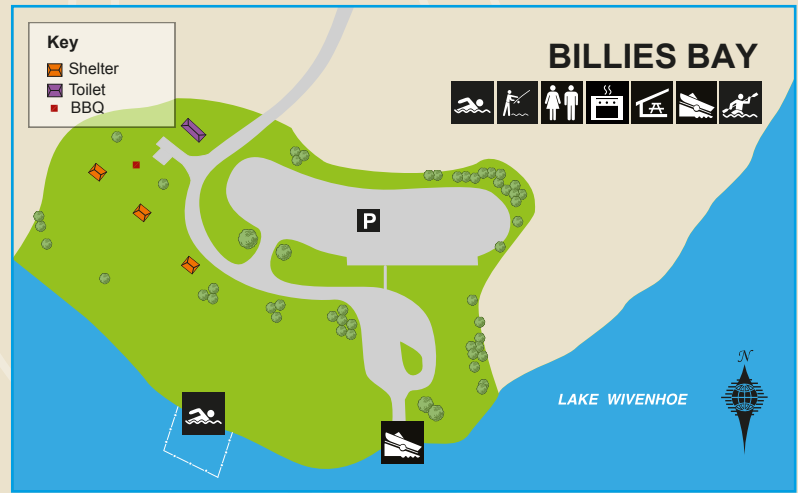 Key
Shelter
Toilet
BBQ
BILLIES BAY
P
N
LAKE WIVENHOE